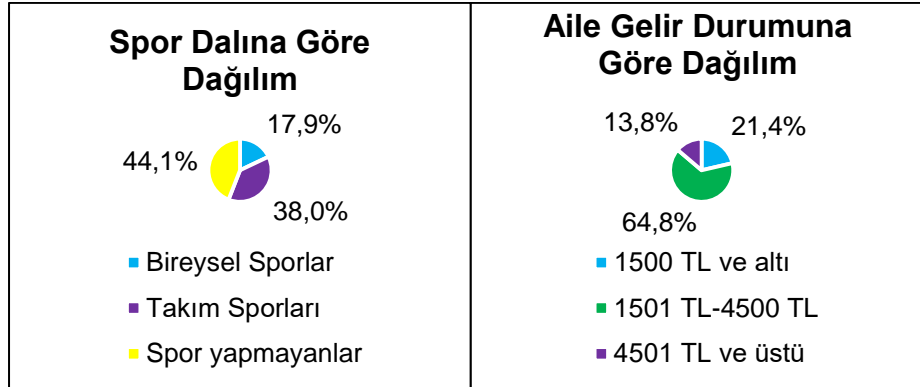 Spor Dalına Göre
Dağılım
17,9%
44,1%
38,0%
Bireysel Sporlar
Takım Sporları
Spor yapmayanlar
Aile Gelir Durumuna
Göre Dağılım
13,8%
21,4%
64,8%
1500 TL ve altı
1501 TL-4500 TL
4501 TL ve üstü